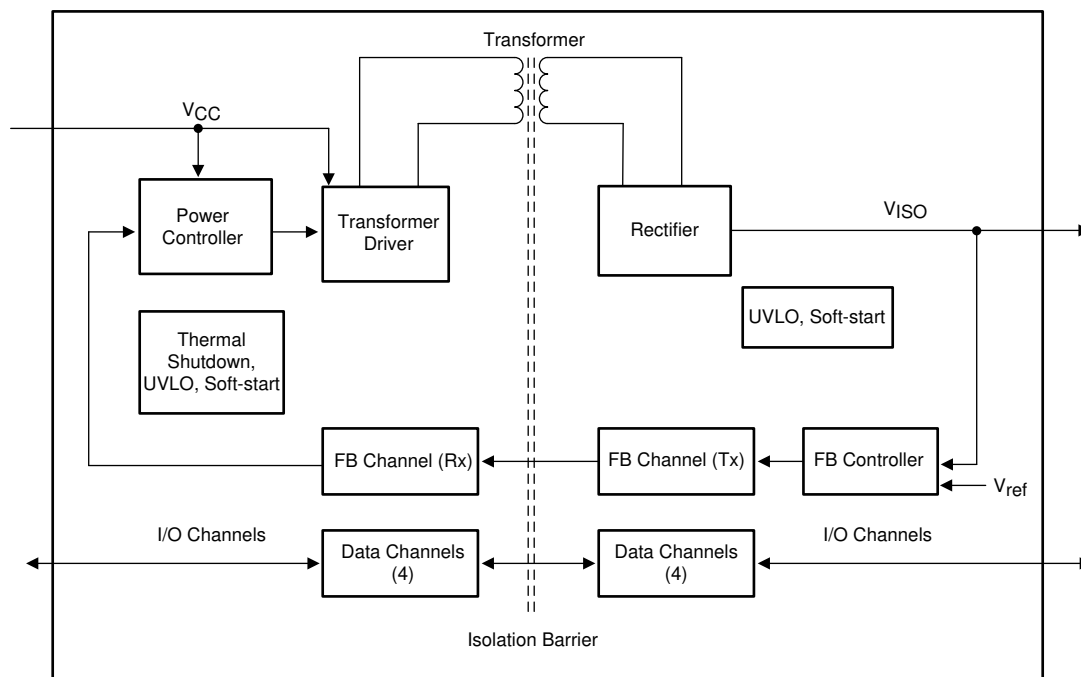 Transformer
VCC
Power
Controller
Transformer
Driver
Rectifier
VISO
Thermal
Shutdown,
UVLO, Soft-start
UVLO, Soft-start
FB Channel (Rx)
FB Channel (Tx)
FB Controller
Vref
I/O Channels
Data Channels
(4)
Data Channels
(4)
I/O Channels
Isolation Barrier